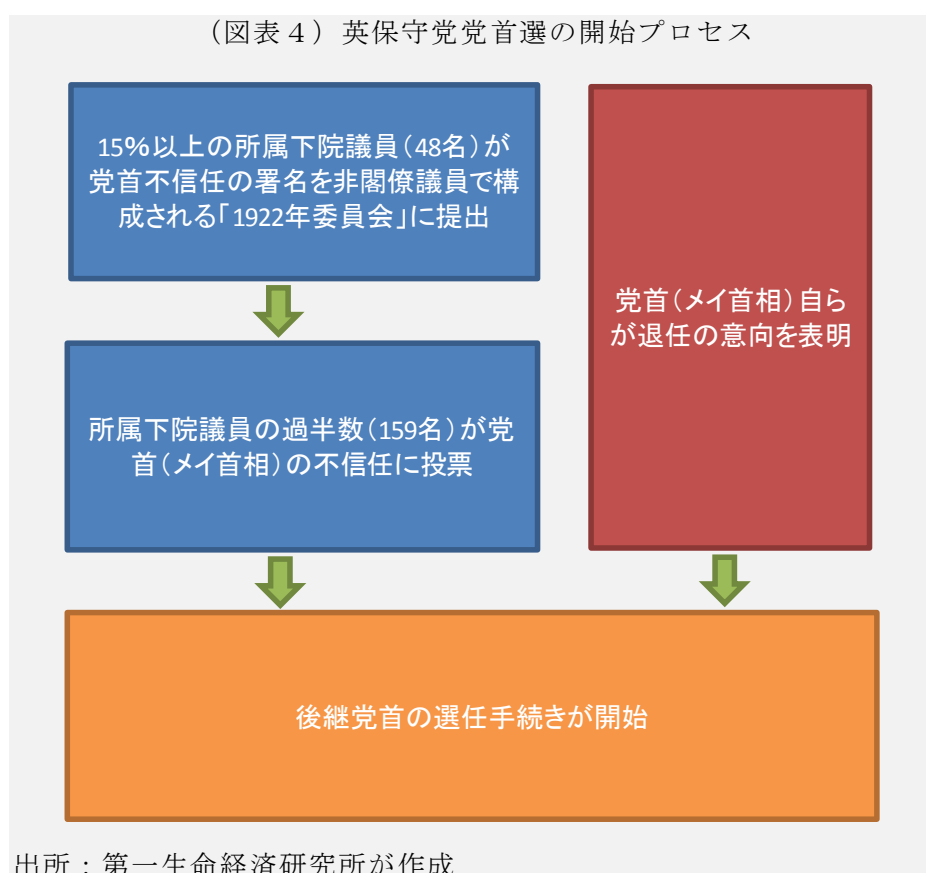 （図表４）英保守党党首選の開始プロセス
15％以上の所属下院議員（48名）が
党首不信任の署名を非閣僚議員で構
成される「1922年委員会」に提出
所属下院議員の過半数（159名）が党
首（メイ首相）の不信任に投票
党首（メイ首相）自ら
が退任の意向を表明
後継党首の選任手続きが開始
出所：第一生命経済研究所が作成